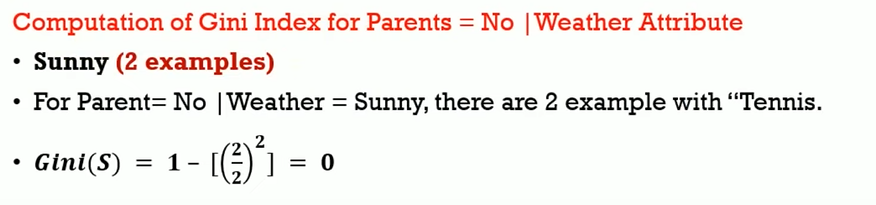 Computation of Gini Index for Parents = No |Weather Attribute
• Sunny (2 examples)
• For Parent= No |Weather = Sunny, there are 2 example with “Tennis.
• Gini(S) = 1 – [(2/2)²] = 0